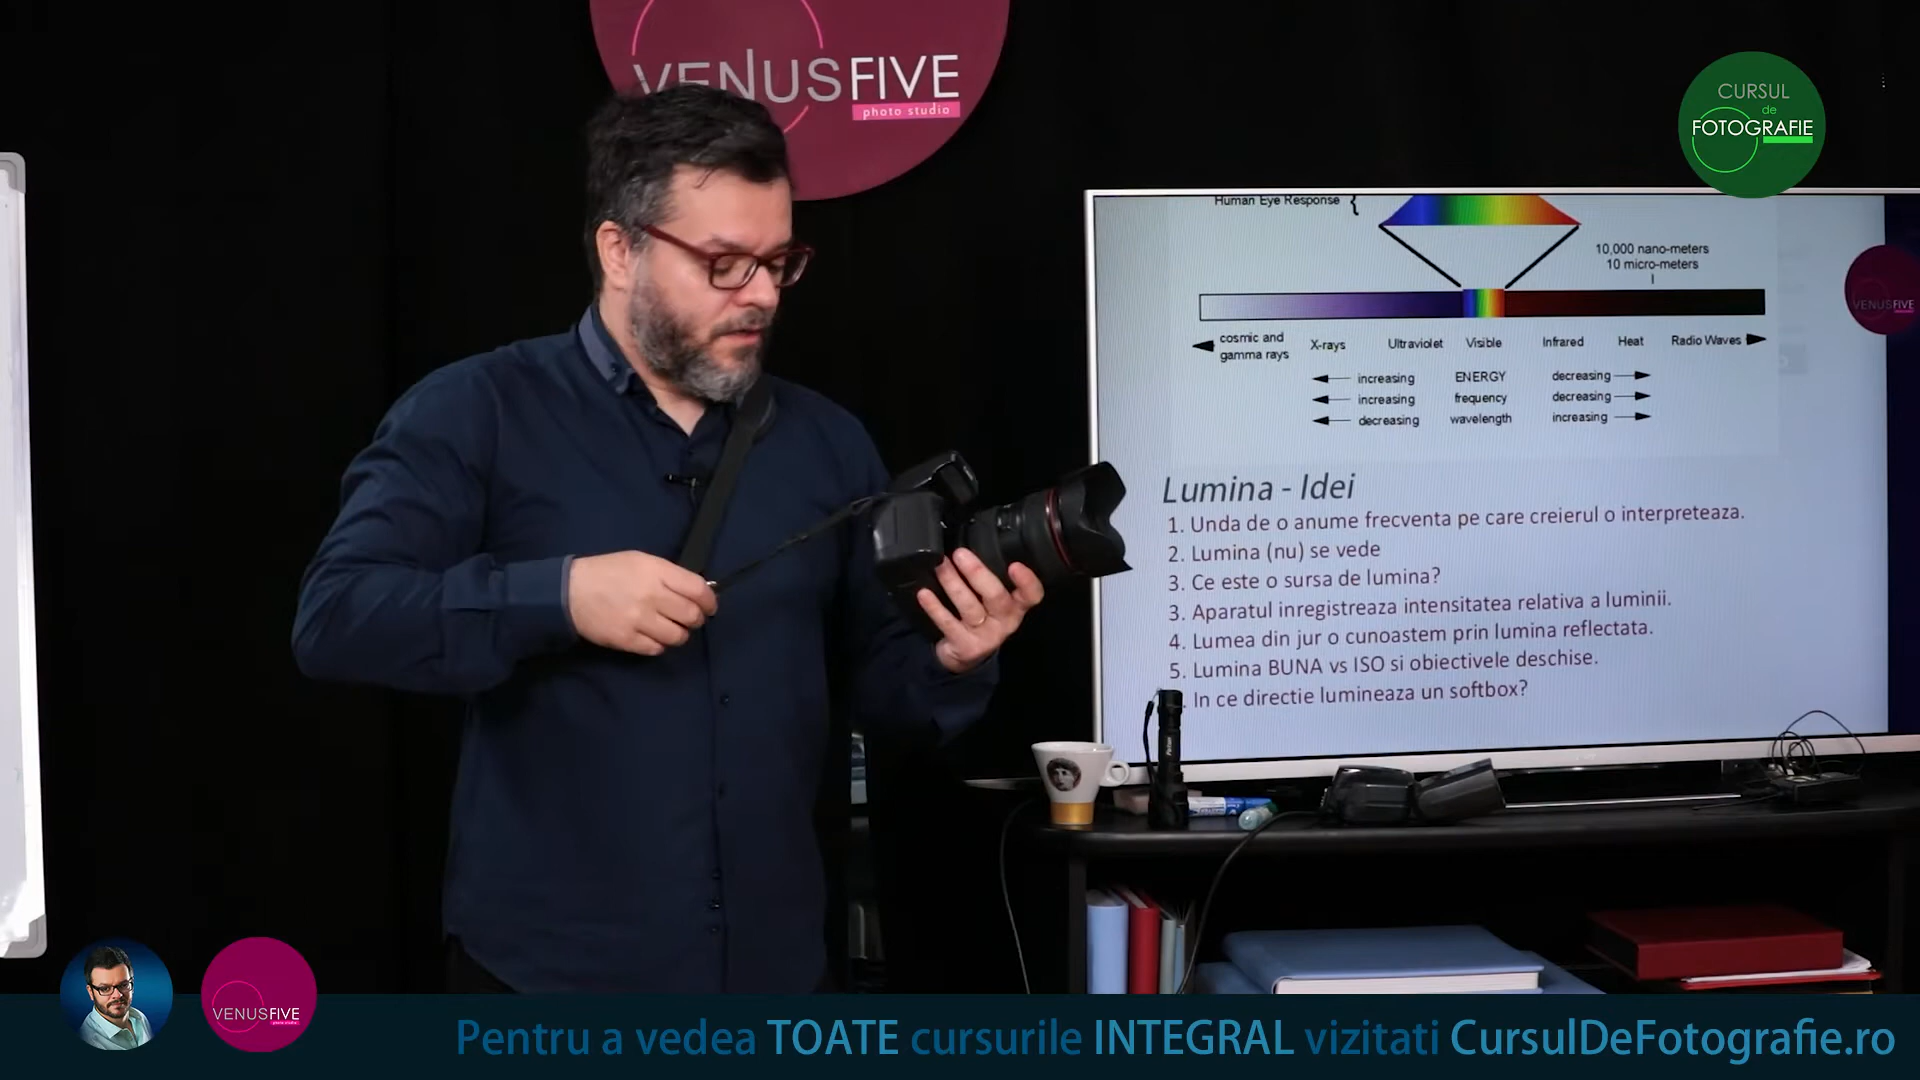 VENUSFIVE
photo studio
CURSUL
de
FOTOGRAFIE
Human Eye Response
10,000 nano-meters
10 micro-meters
VENUSFIVE
cosmic and
gamma rays
X-rays
Ultraviolet
Visible
Infrared
Heat
Radio Waves
increasing ENERGY decreasing
increasing frequency decreasing
decreasing wavelength increasing
Lumina - Idei
1. Unda de o anume frecventa pe care creierul o interpreteaza.
2. Lumina (nu) se vede
3. Ce este o sursa de lumina?
3. Aparatul inregistreaza intensitatea relativa a luminii.
4. Lumea din jur o cunoastem prin lumina reflectata.
5. Lumina BUNA vs ISO si obiectivele deschise.
. In ce directie lumineaza un softbox?
VENUSFIVE
photo studio
Pentru a vedea TOATE cursurile INTEGRAL vizitati CursulDeFotografie.ro